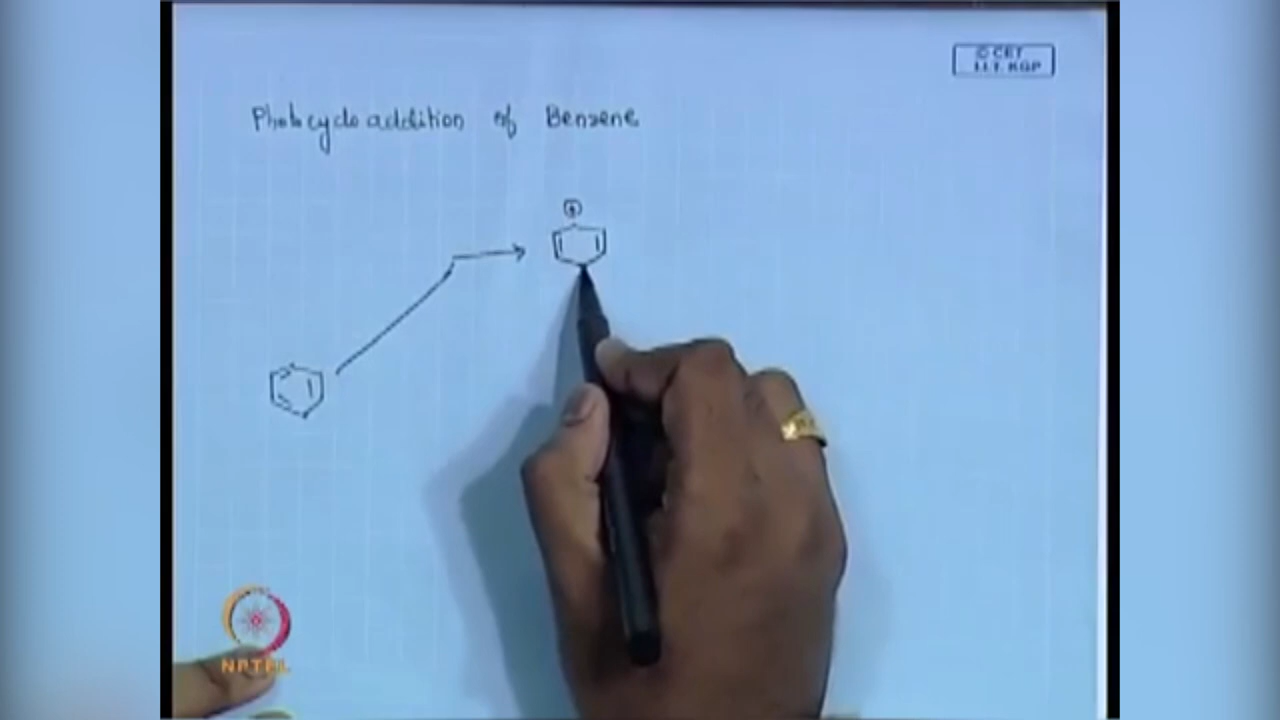 © CET
I.I.T. KGP
Photocycloaddition of Benzene
+
NPTEL